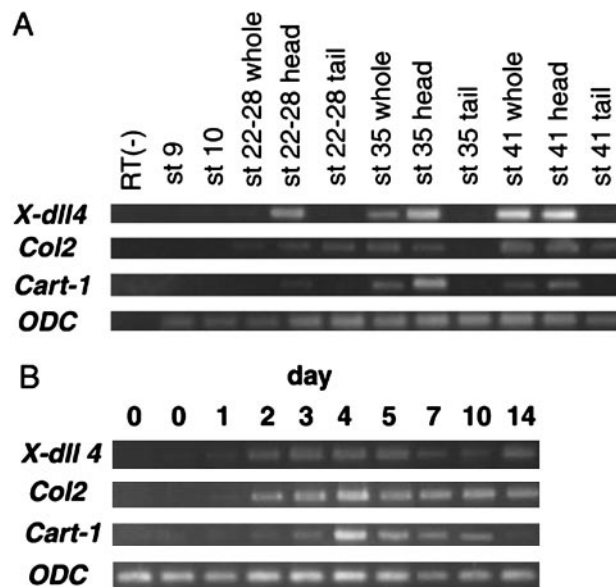 A
RT(-)
st 9
st 10
st 22-28 whole
st 22-28 head
st 22-28 tail
st 35 whole
st 35 head
st 35 tail
st 41 whole
st 41 head
st 41 tail
X-dll4
Col2
Cart-1
ODC
B
day
0 0 1 2 3 4 5 7 10 14
X-dll 4
Col2
Cart-1
ODC